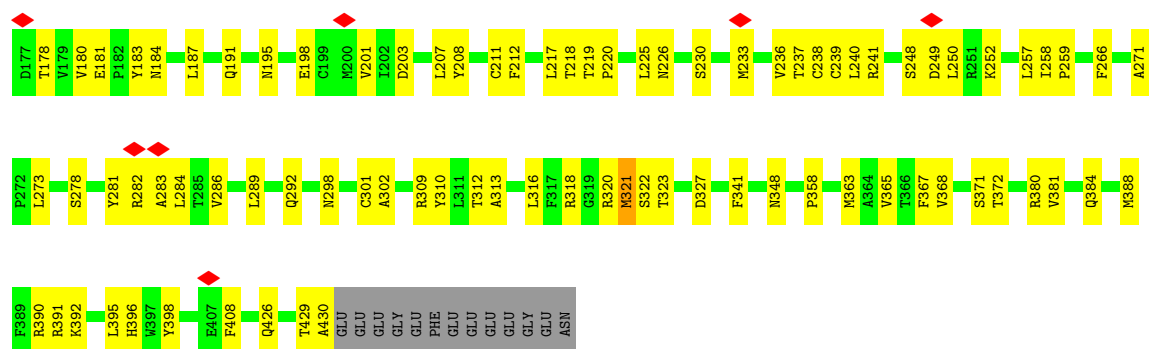 D177 T178 V179 V180 E181 P182 Y183 N184 L187 Q191 N195 E198 C199 M200 V201 I202 D203 L207 Y208 C211 F212 L217 T218 T219 P220 L225 N226 S230 M233 V236 T237 C238 C239 L240 R241 S248 D249 L250 R251 K252 L257 I258 P259 F266 A271
P272 L273 S278 Y281 R282 A283 L284 T285 V286 L289 Q292 N298 C301 A302 R309 Y310 L311 T312 A313 L316 F317 R318 G319 R320 M321 S322 T323 D327 F341 N348 P358 M363 A364 V365 T366 F367 V368 S371 T372 R380 V381 Q384 M388
F389 R390 R391 K392 L395 H396 W397 Y398 E407 F408 Q426 T429 A430 GLU GLU GLU GLY GLU PHE GLU GLU GLU GLU GLY GLU ASN